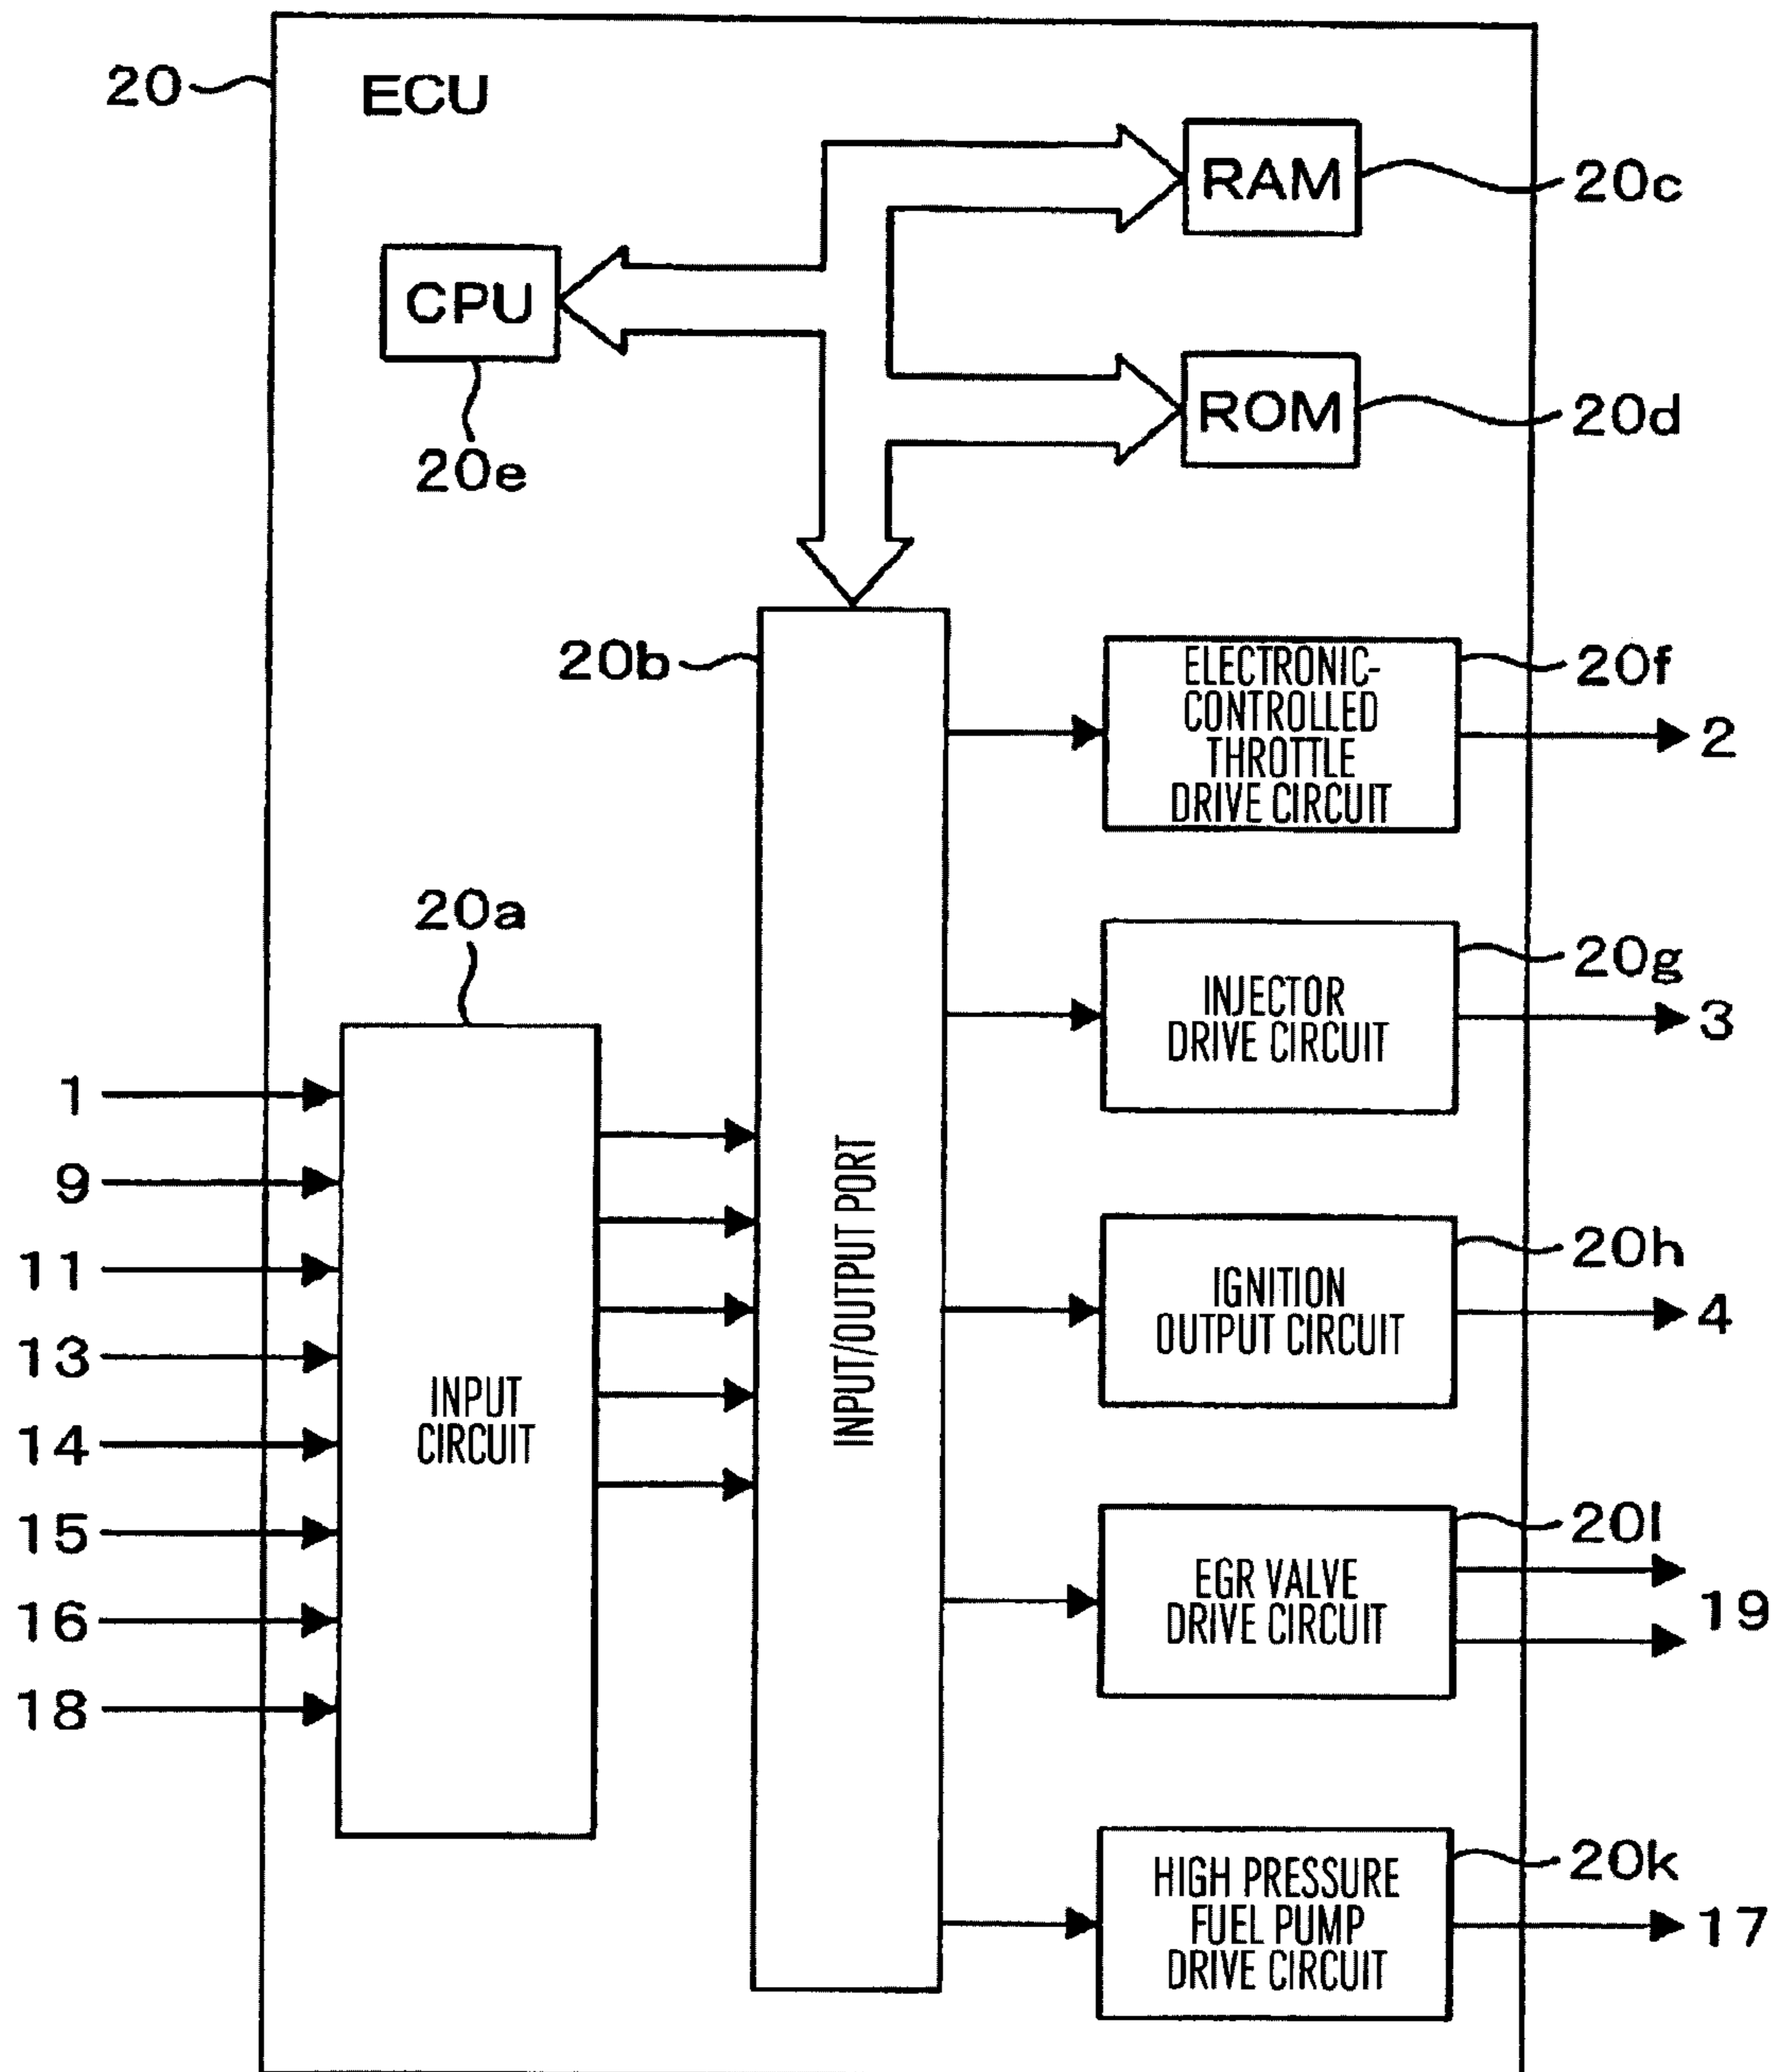 20
ECU
RAM
20c
CPU
20e
ROM
20d
20b
ELECTRONIC-
CONTROLLED
THROTTLE
DRIVE CIRCUIT
20f
2
20a
INJECTOR
DRIVE CIRCUIT
20g
3
1
9
11
13
14
15
16
18
INPUT
CIRCUIT
INPUT/OUTPUT PORT
IGNITION
OUTPUT CIRCUIT
20h
4
EGR VALVE
DRIVE CIRCUIT
20l
19
HIGH PRESSURE
FUEL PUMP
DRIVE CIRCUIT
20k
17